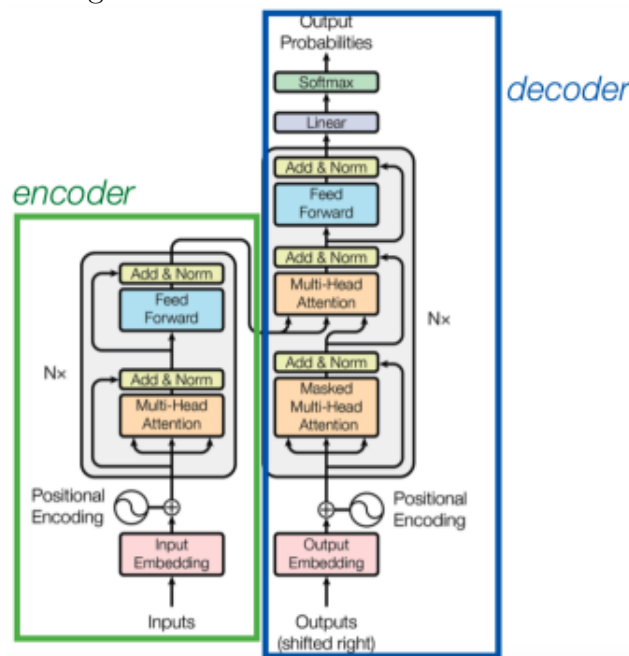 Output
Probabilities
Softmax
Linear
decoder
Add & Norm
Feed
Forward
Add & Norm
Multi-Head
Attention
Nx
Add & Norm
Masked
Multi-Head
Attention
Positional
Encoding
Output
Embedding
Outputs
(shifted right)
encoder
Add & Norm
Feed
Forward
Nx
Add & Norm
Multi-Head
Attention
Positional
Encoding
Input
Embedding
Inputs